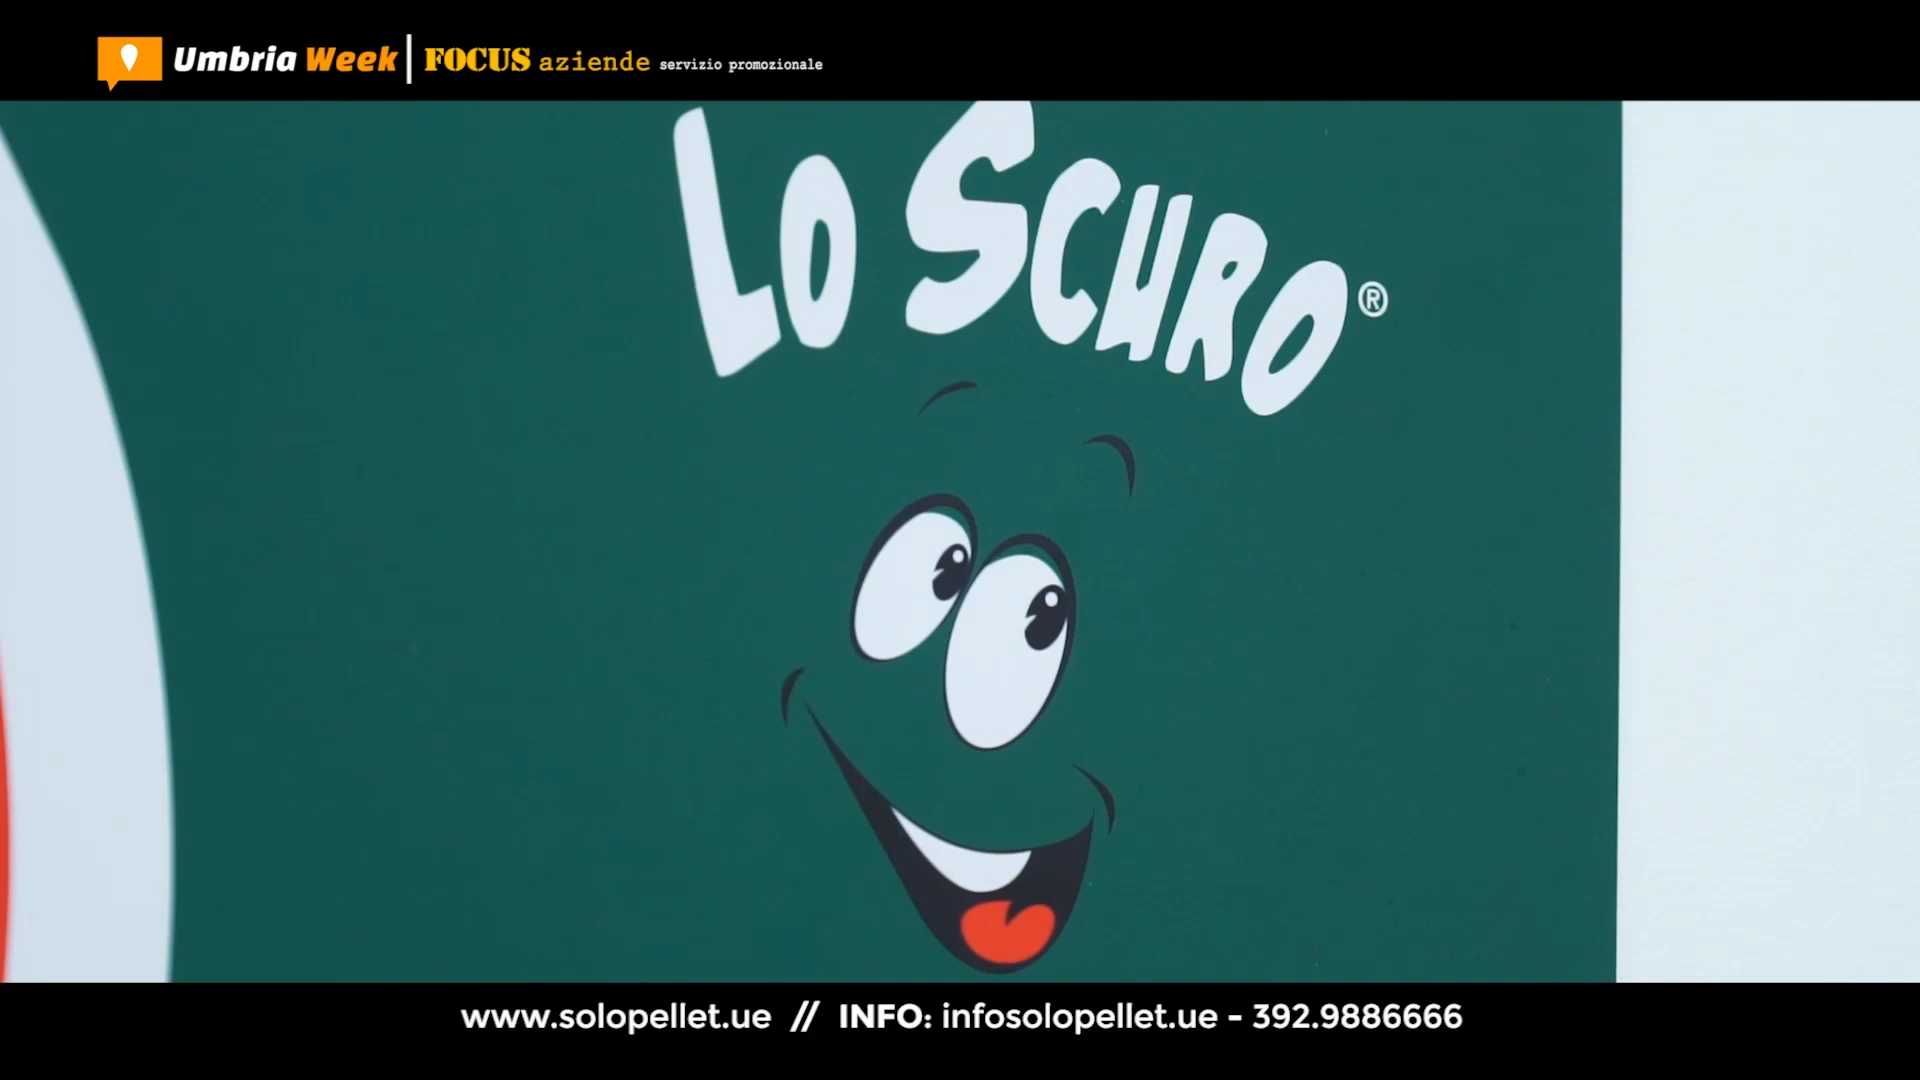 Umbria Week | FOCUS aziende servizio promozionale
LO SCURO®
www.solopellet.ue // INFO: infosolopellet.ue - 392.9886666